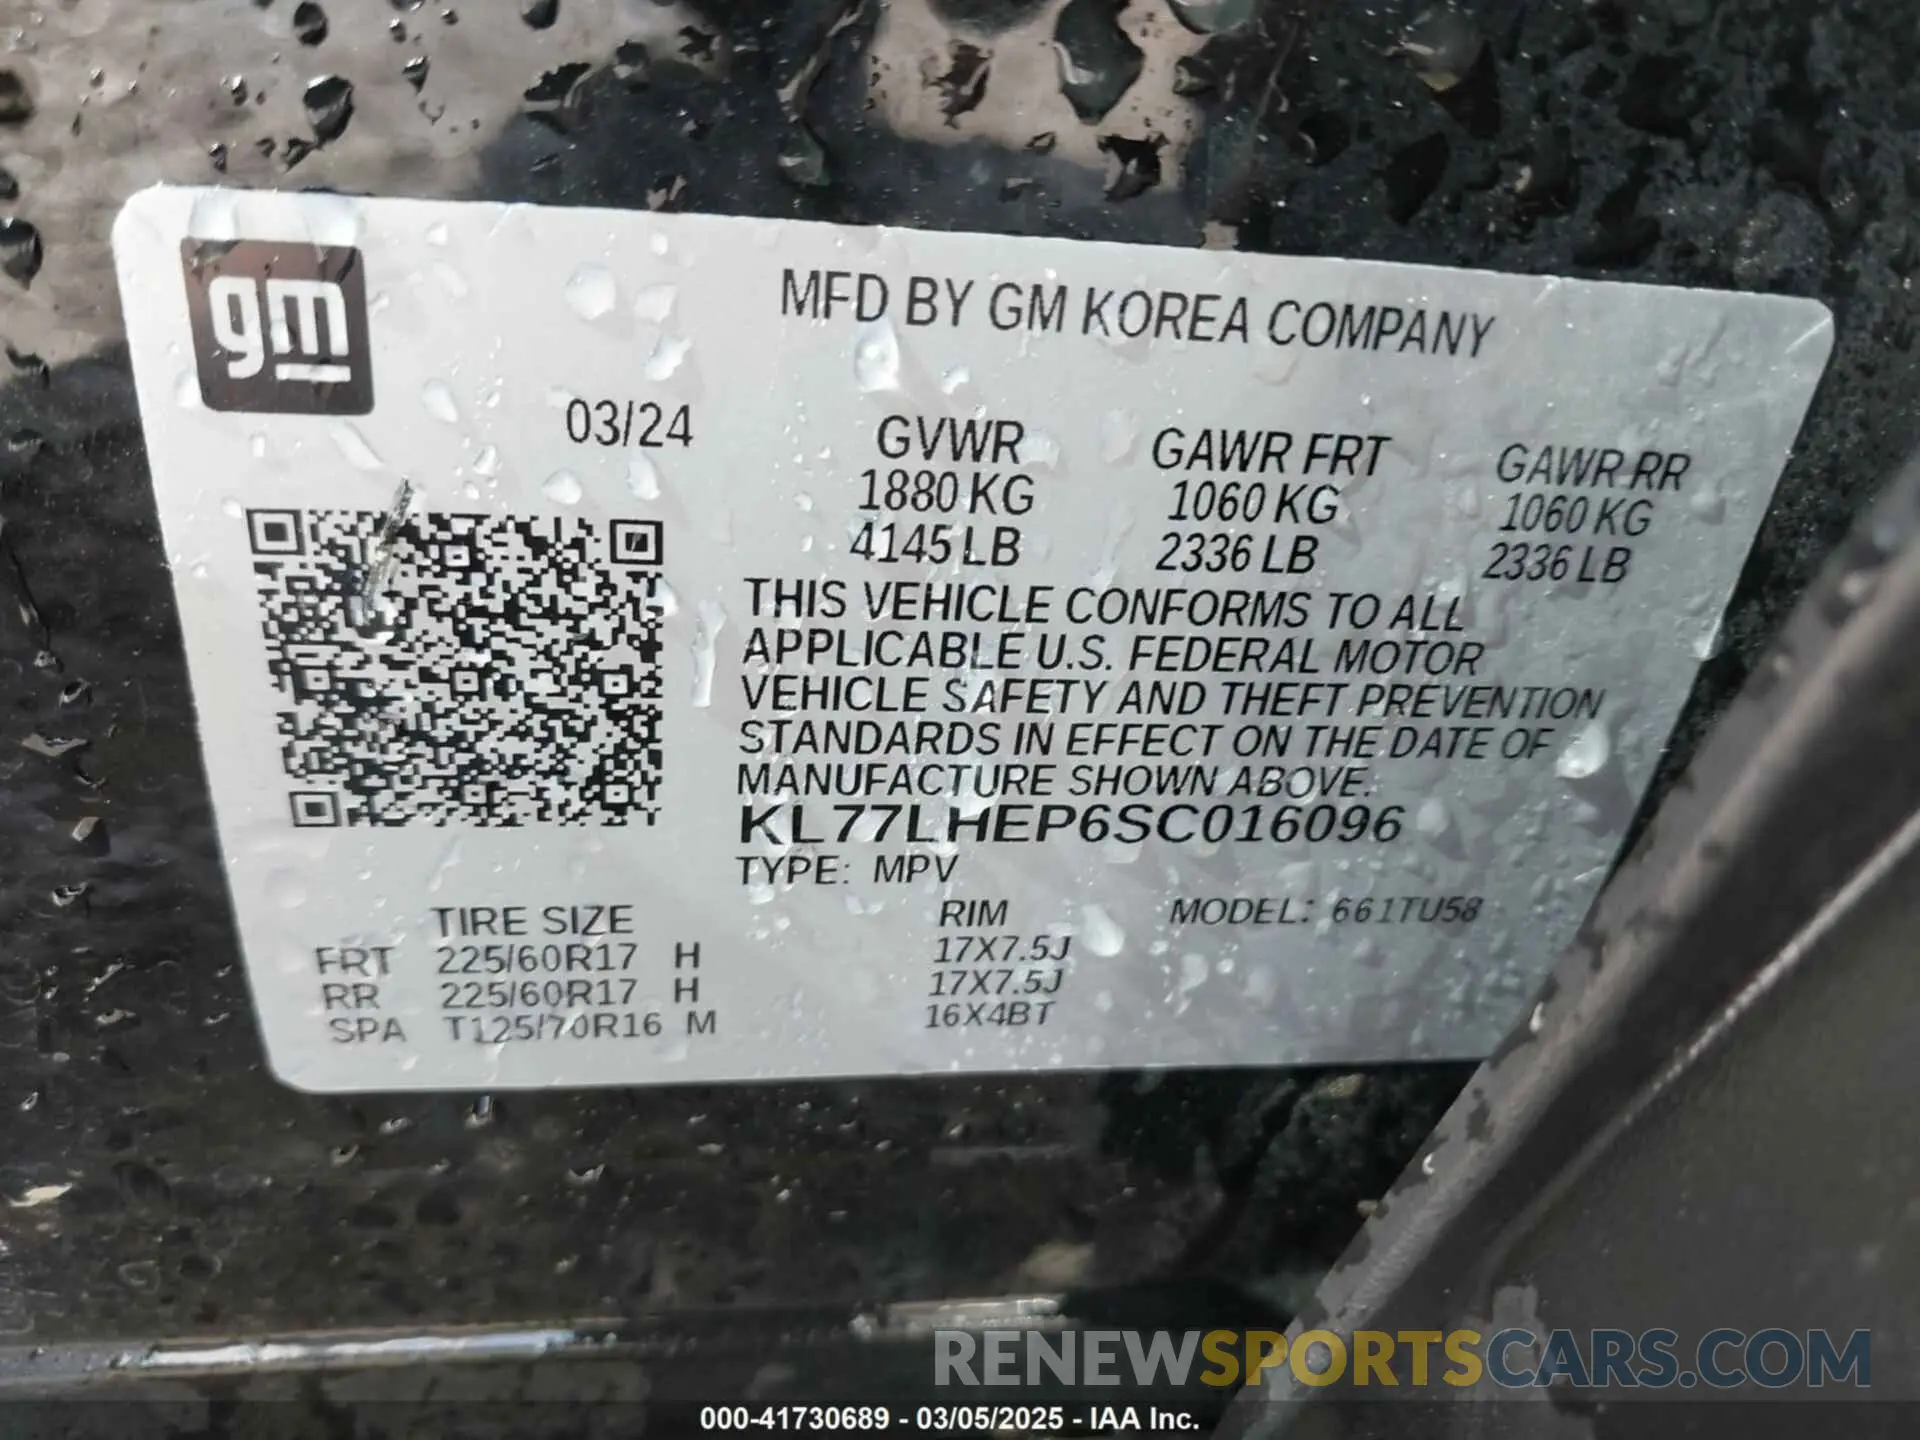 gm
MFD BY GM KOREA COMPANY
03/24
GVWR GAWR FRT GAWR RR
1880 KG 1060 KG 1060 KG
4145 LB 2336 LB 2336 LB
THIS VEHICLE CONFORMS TO ALL
APPLICABLE U.S. FEDERAL MOTOR
VEHICLE SAFETY AND THEFT PREVENTION
STANDARDS IN EFFECT ON THE DATE OF
MANUFACTURE SHOWN ABOVE.
KL77LHEP6SC016096
TYPE: MPV
TIRE SIZE RIM MODEL: 661TU58
FRT 225/60R17 H 17X7.5J
RR 225/60R17 H 17X7.5J
SPA T125/70R16 M 16X4BT
RENEWSPORTSCARS.COM
000-41730689 - 03/05/2025 - IAA Inc.